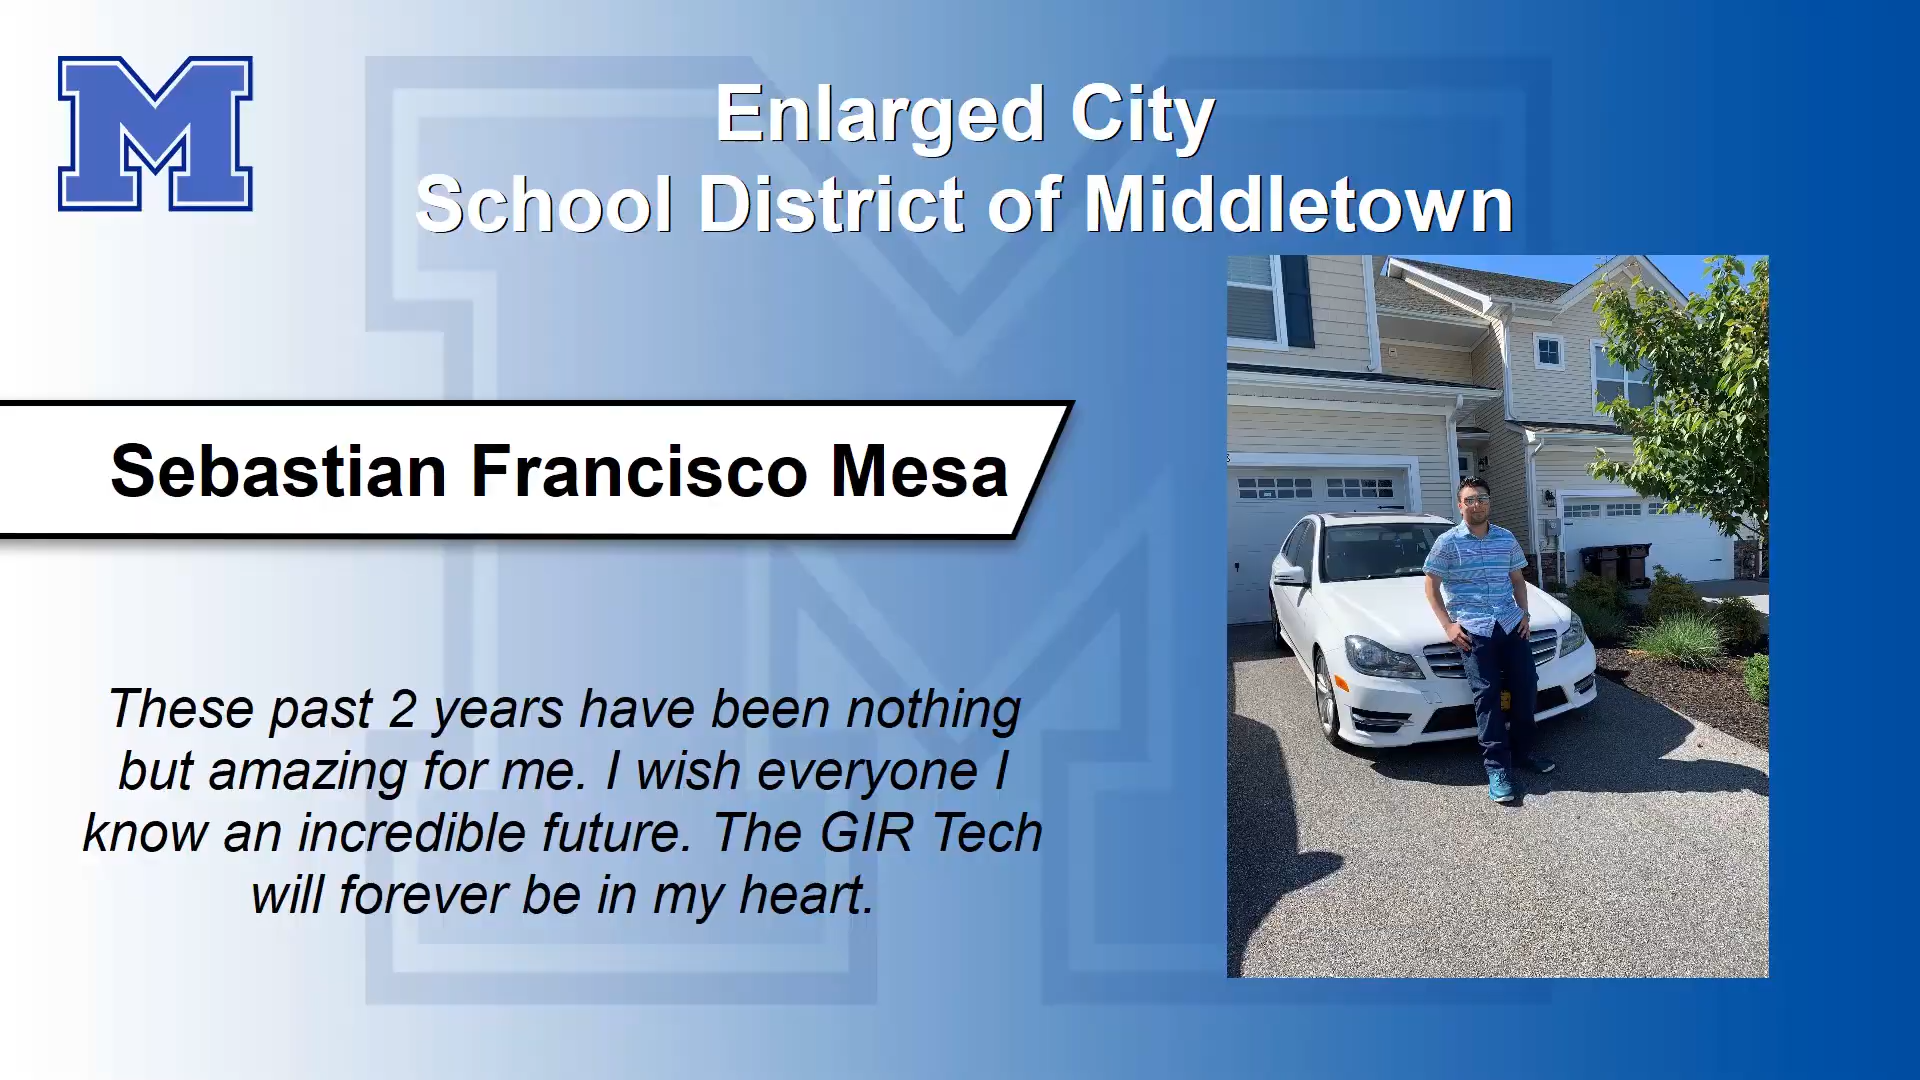 M
Enlarged City
School District of Middletown
Sebastian Francisco Mesa
These past 2 years have been nothing
but amazing for me. I wish everyone I
know an incredible future. The GIR Tech
will forever be in my heart.